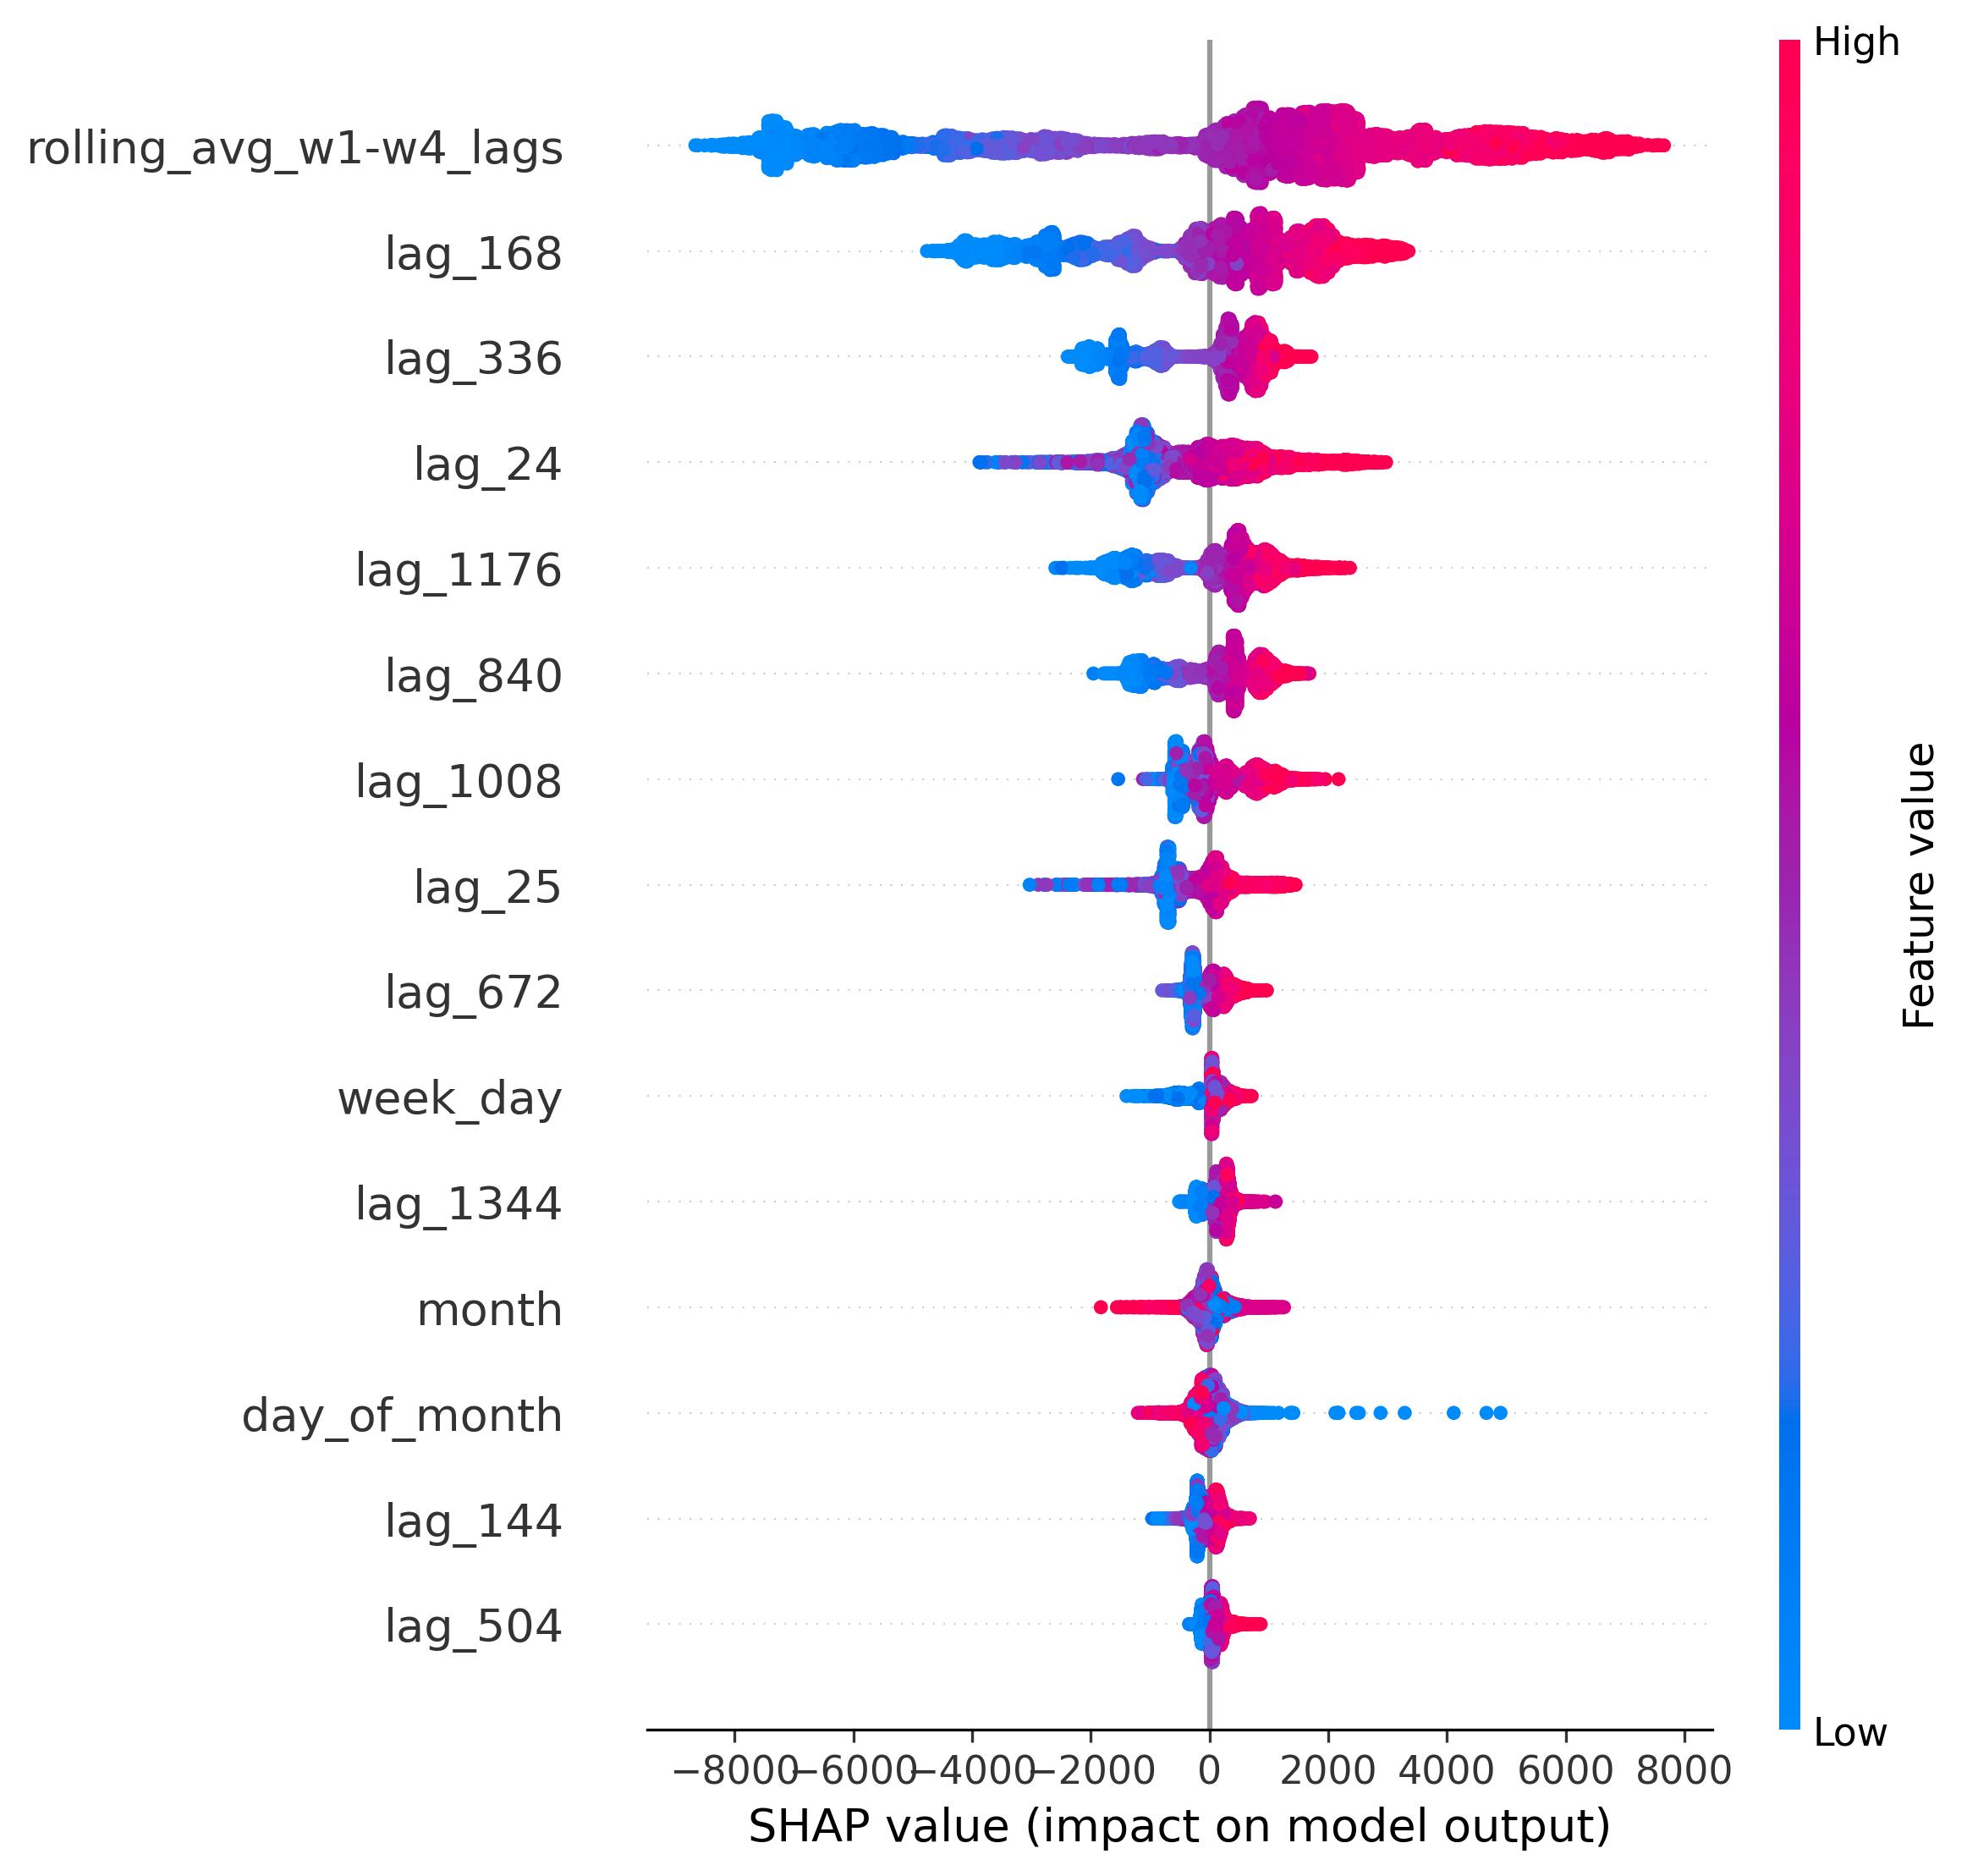 High
rolling_avg_w1-w4_lags
lag_168
lag_336
lag_24
lag_1176
lag_840
lag_1008
lag_25
lag_672
week_day
lag_1344
month
day_of_month
lag_144
lag_504
Feature value
Low
−8000 −6000 −4000 −2000 0 2000 4000 6000 8000
SHAP value (impact on model output)